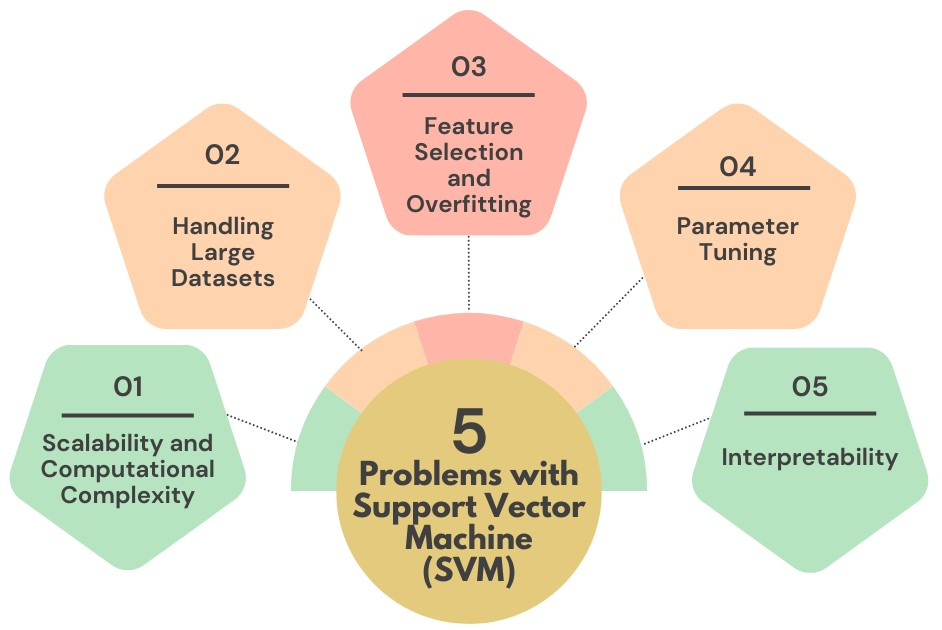 01
Scalability and
Computational
Complexity
02
Handling
Large
Datasets
03
Feature
Selection
and
Overfitting
04
Parameter
Tuning
05
Interpretability
5
Problems with
Support Vector
Machine
(SVM)